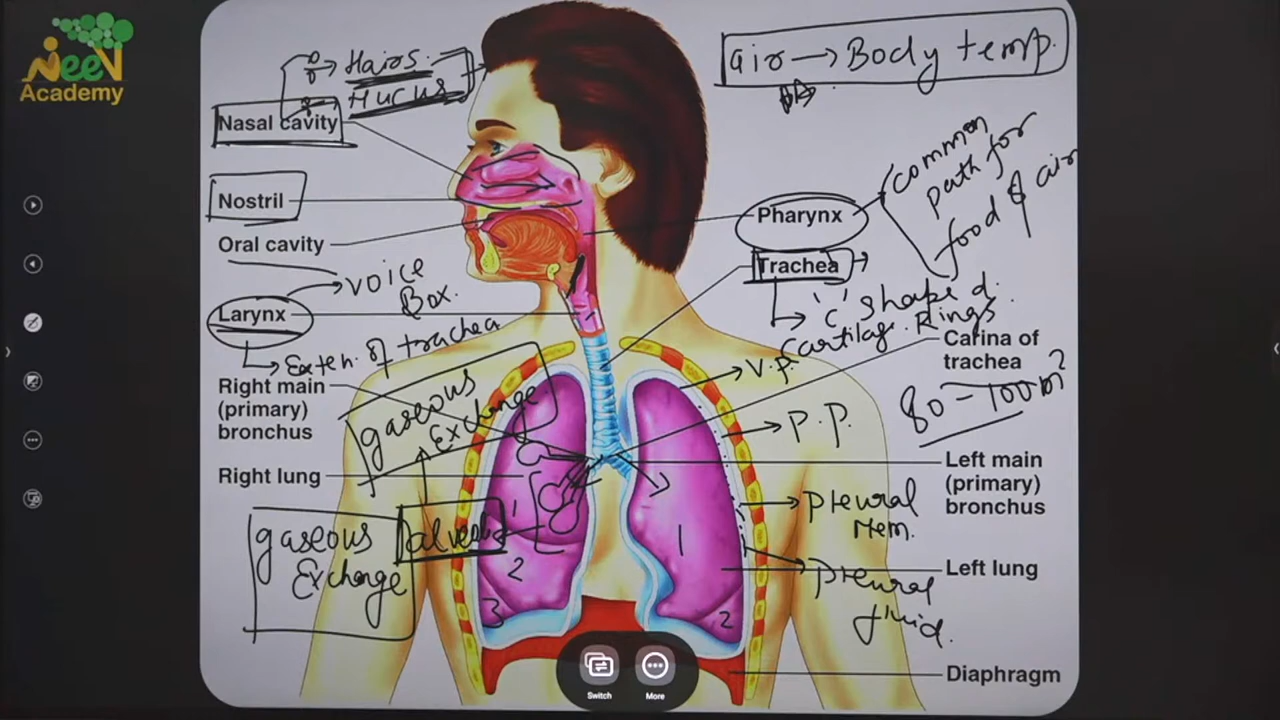 NeeV
Academy
Hairs.
Mucus
air → Body temp.
Nasal cavity
Nostril
Oral cavity
voice
Box.
Larynx
Exten. of trachea
Right main
(primary)
bronchus
gaseous
Exchange
Right lung
gaseous
Exchange
alveoli
Pharynx
common
path for
food & air
Trachea
'C' shaped.
Cartilage Rings
Carina of
trachea
V.P.
80-100m²
P.P.
Left main
(primary)
bronchus
Pleural
Mem.
Left lung
Pleural
fluid.
Diaphragm
1
2
3
1
2
Switch
More